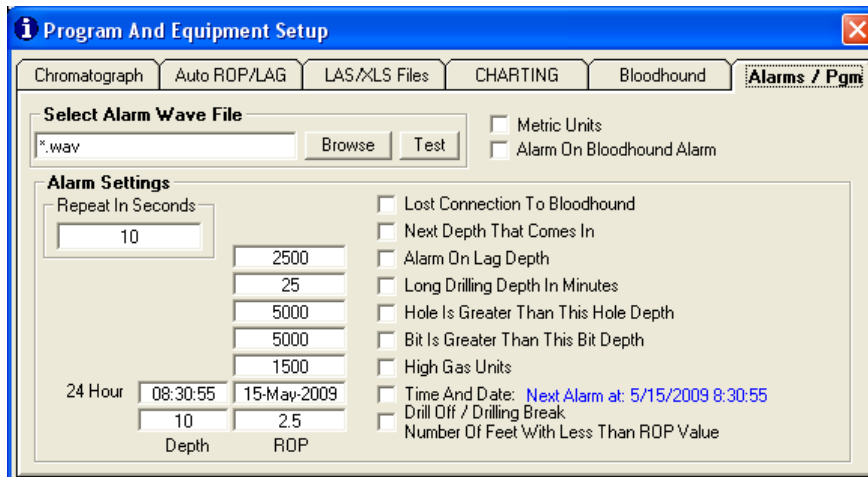 Program And Equipment Setup
Chromatograph Auto ROP/LAG LAS/XLS Files CHARTING Bloodhound Alarms / Pgm
Select Alarm Wave File
*.wav Browse Test
Metric Units
Alarm On Bloodhound Alarm
Alarm Settings
Repeat In Seconds
10
Lost Connection To Bloodhound
Next Depth That Comes In
2500 Alarm On Lag Depth
25 Long Drilling Depth In Minutes
5000 Hole Is Greater Than This Hole Depth
5000 Bit Is Greater Than This Bit Depth
1500 High Gas Units
24 Hour 08:30:55 15-May-2009 Time And Date: Next Alarm at: 5/15/2009 8:30:55
10 2.5 Drill Off / Drilling Break
Number Of Feet With Less Than ROP Value
Depth ROP